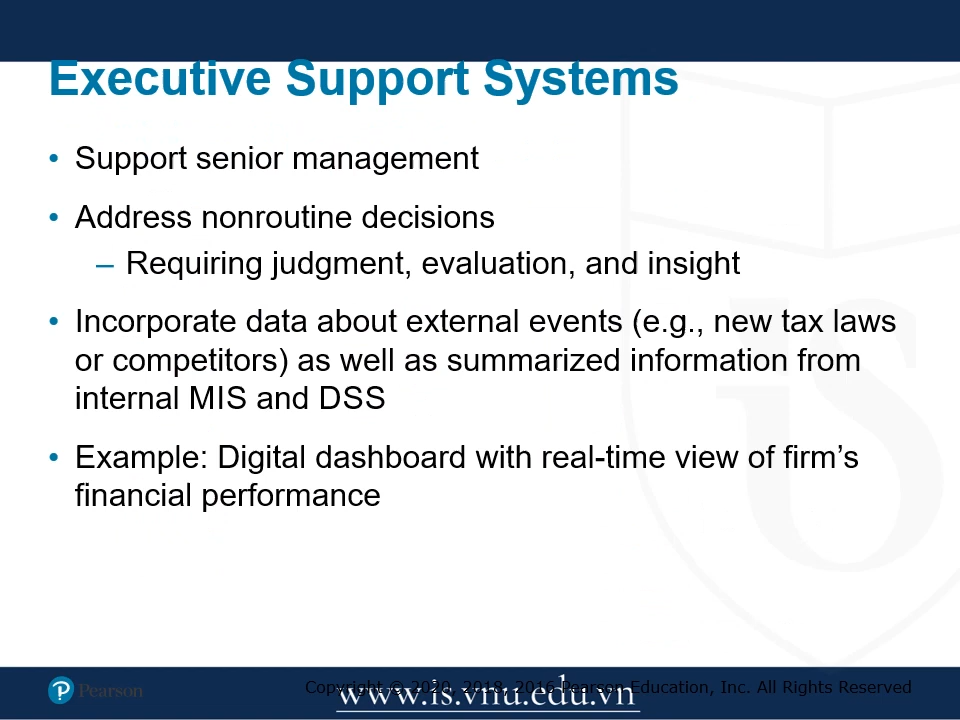 Executive Support Systems
• Support senior management
• Address nonroutine decisions
– Requiring judgment, evaluation, and insight
• Incorporate data about external events (e.g., new tax laws
or competitors) as well as summarized information from
internal MIS and DSS
• Example: Digital dashboard with real-time view of firm’s
financial performance
iS
Pearson
Copyright © 2020, 2018, 2016 Pearson Education, Inc. All Rights Reserved
www.is.vnu.edu.vn